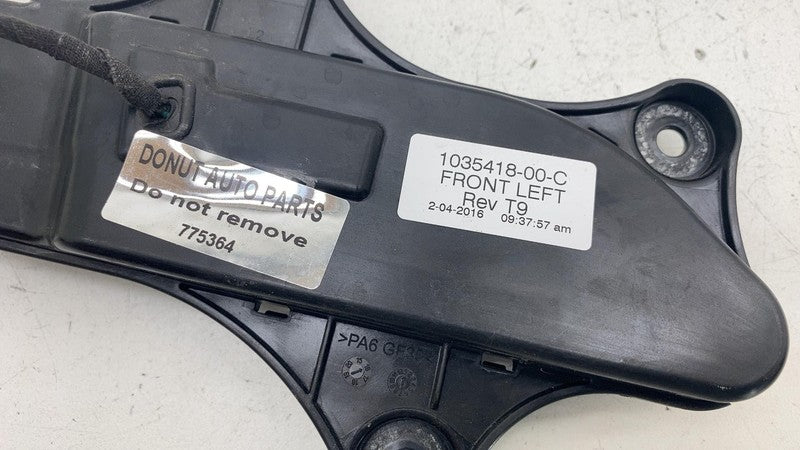 DONUT AUTO PARTS
Do not remove
775364
1035418-00-C
FRONT LEFT
Rev T9
2-04-2016 09:37:57 am
>PA6